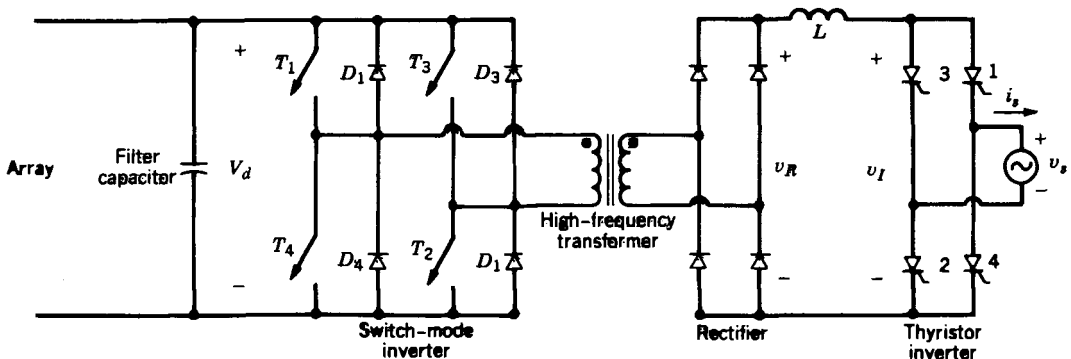 Array
Filter
capacitor
+
V_d
−
T_1
D_1
T_3
D_3
T_4
D_4
T_2
D_1
Switch-mode
inverter
High-frequency
transformer
+
v_R
−
Rectifier
L
+
v_I
−
3
1
2
4
i_s
+
v_s
−
Thyristor
inverter